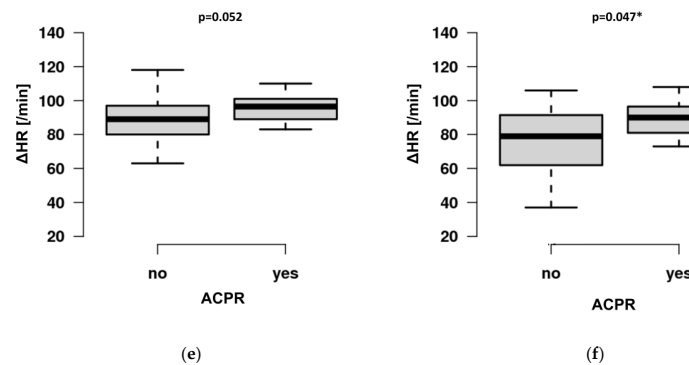 p=0.052
140
120
100
80
60
40
20
ΔHR [/min]
no yes
ACPR
(e)
p=0.047*
140
120
100
80
60
40
20
ΔHR [/min]
no yes
ACPR
(f)